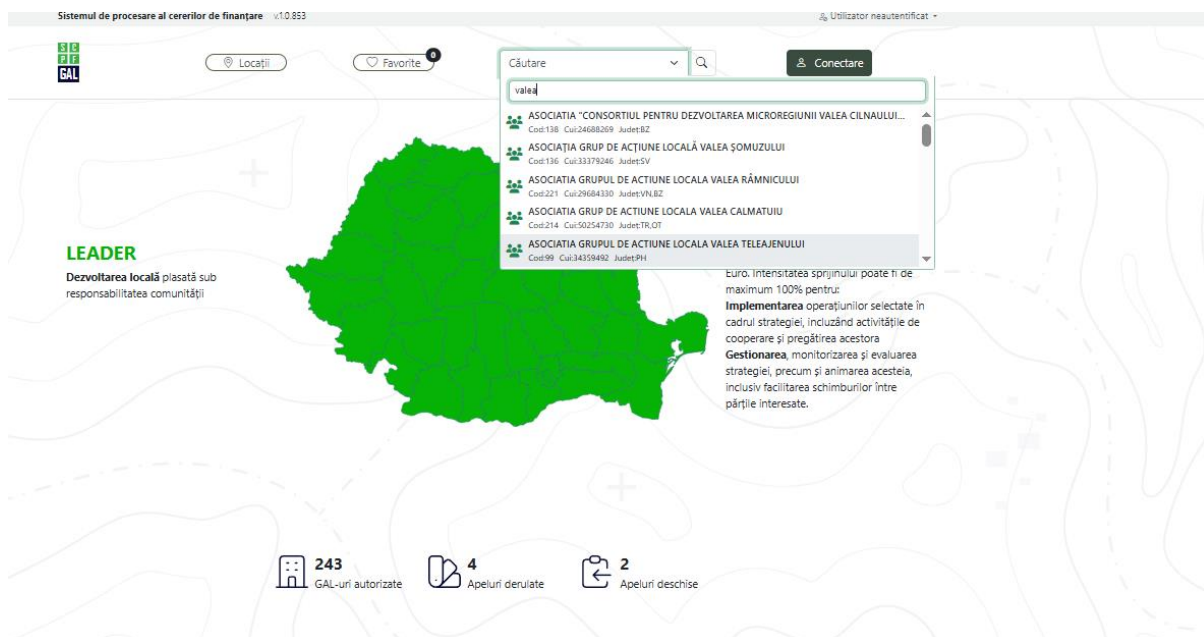 Sistemul de procesare al cererilor de finanțare v.1.0.853
Utilizator neautentificat
S C
P F
GAL
Locații
Favorite
0
Căutare
Conectare
valea
ASOCIATIA "CONSORTIUL PENTRU DEZVOLTAREA MICROREGIUNII VALEA CILNAULUI...
Cod:138 Cui:24688269 Județ:BZ
ASOCIAȚIA GRUP DE ACȚIUNE LOCALĂ VALEA ȘOMUZULUI
Cod:136 Cui:33379246 Județ:SV
ASOCIATIA GRUPUL DE ACTIUNE LOCALA VALEA RÂMNICULUI
Cod:221 Cui:29684330 Județ:VN,BZ
ASOCIATIA GRUP DE ACTIUNE LOCALA VALEA CALMATUIU
Cod:214 Cui:50254730 Județ:TR,OT
ASOCIATIA GRUPUL DE ACTIUNE LOCALA VALEA TELEAJENULUI
Cod:99 Cui:34359492 Județ:PH
LEADER
Dezvoltarea locală plasată sub
responsabilitatea comunității
Euro. Intensitatea sprijinului poate fi de
maximum 100% pentru:
Implementarea operațiunilor selectate în
cadrul strategiei, incluzând activitățile de
cooperare și pregătirea acestora
Gestionarea, monitorizarea și evaluarea
strategiei, precum și animarea acesteia,
inclusiv facilitarea schimburilor între
părțile interesate.
243
GAL-uri autorizate
4
Apeluri derulate
2
Apeluri deschise